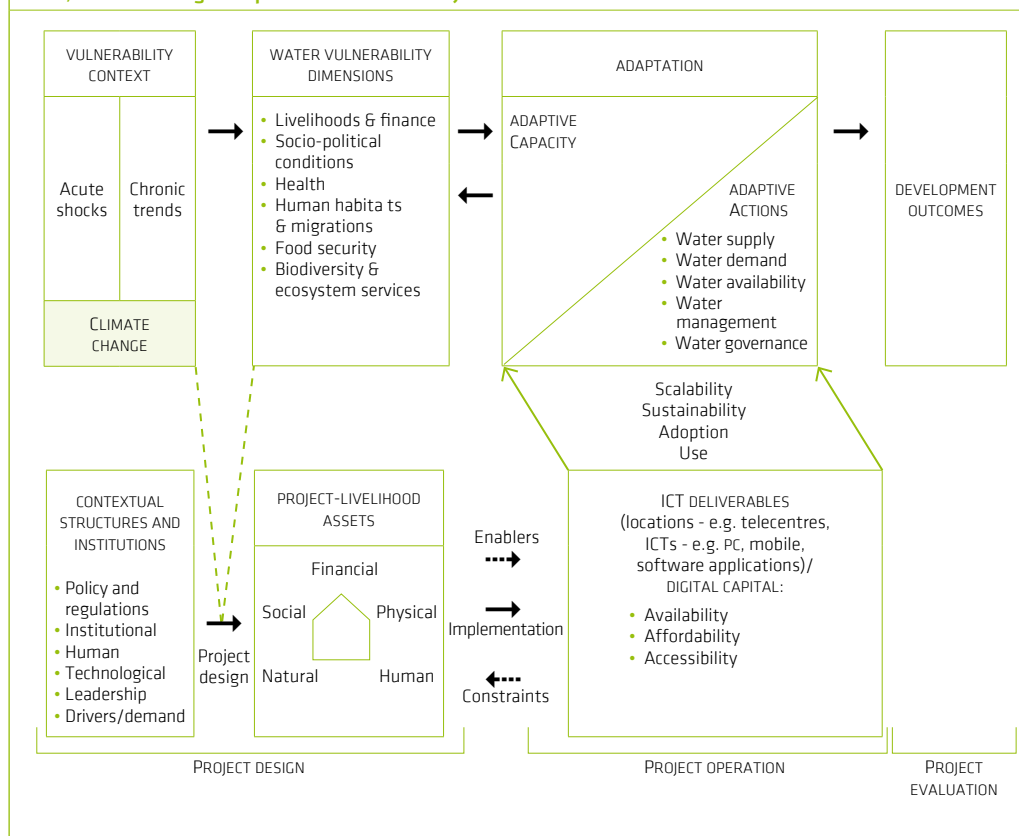 VULNERABILITY
CONTEXT
Acute
shocks
Chronic
trends
CLIMATE
CHANGE
WATER VULNERABILITY
DIMENSIONS
• Livelihoods & finance
• Socio-political
conditions
• Health
• Human habita ts
& migrations
• Food security
• Biodiversity &
ecosystem services
ADAPTATION
ADAPTIVE
CAPACITY
ADAPTIVE
ACTIONS
• Water supply
• Water demand
• Water availability
• Water
management
• Water governance
DEVELOPMENT
OUTCOMES
Scalability
Sustainability
Adoption
Use
CONTEXTUAL
STRUCTURES AND
INSTITUTIONS
• Policy and
regulations
• Institutional
• Human
• Technological
• Leadership
• Drivers/demand
Project
design
PROJECT-LIVELIHOOD
ASSETS
Financial
Social
Physical
Natural
Human
Enablers
Implementation
Constraints
ICT DELIVERABLES
(locations - e.g. telecentres,
ICTs - e.g. PC, mobile,
software applications)/
DIGITAL CAPITAL:
• Availability
• Affordability
• Accessibility
PROJECT DESIGN
PROJECT OPERATION
PROJECT
EVALUATION